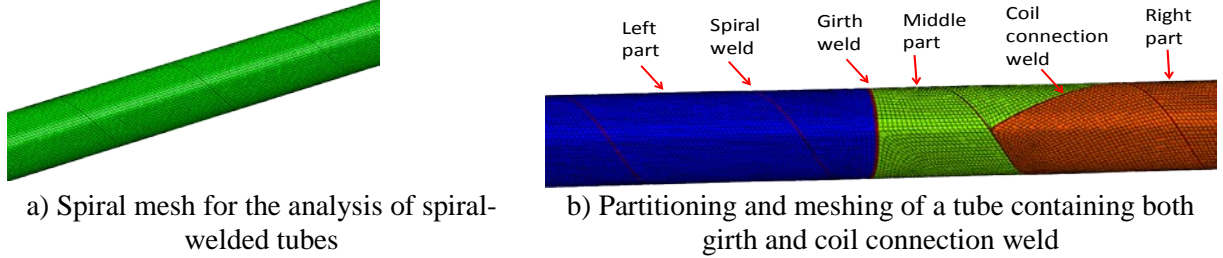 Left
part
Spiral
weld
Girth
weld
Middle
part
Coil
connection
weld
Right
part
a) Spiral mesh for the analysis of spiral-
welded tubes
b) Partitioning and meshing of a tube containing both
girth and coil connection weld